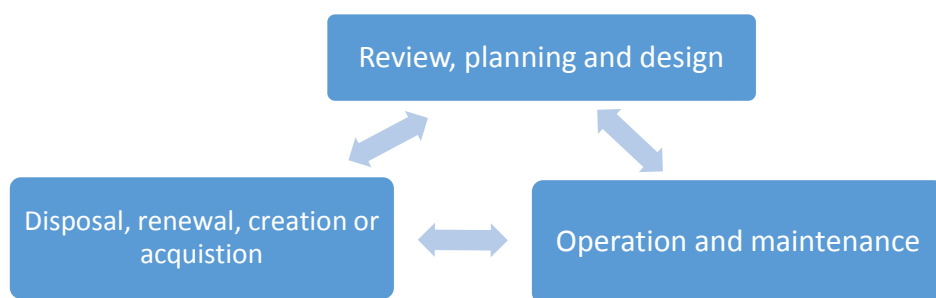 Review, planning and design
Disposal, renewal, creation or
acquistion
Operation and maintenance